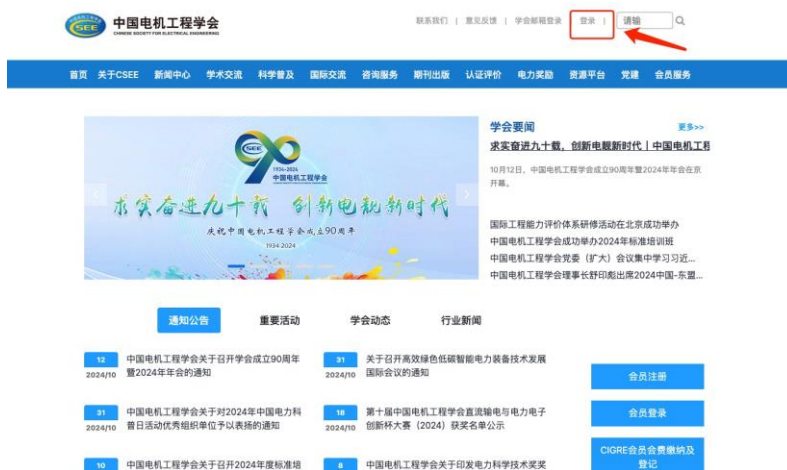 CSEE
中国电机工程学会
CHINESE SOCIETY FOR ELECTRICAL ENGINEERING
联系我们 | 意见反馈 | 学会邮箱登录 登录 | 请输
首页 关于CSEE 新闻中心 学术交流 科学普及 国际交流 咨询服务 期刊出版 认证评价 电力奖励 资源平台 党建 会员服务
CSEE
1934-2024
中国电机工程学会
求实奋进九十载 创新电靓新时代
庆祝中国电机工程学会成立90周年
1934-2024
学会要闻 更多>>
求实奋进九十载，创新电靓新时代｜中国电机工程
10月12日，中国电机工程学会成立90周年暨2024年年会在京
开幕。
国际工程能力评价体系研修活动在北京成功举办
中国电机工程学会成功举办2024年标准培训班
中国电机工程学会党委（扩大）会议集中学习习近...
中国电机工程学会理事长舒印彪出席2024中国-东盟...
通知公告 重要活动 学会动态 行业新闻
12
2024/10
中国电机工程学会关于召开学会成立90周年
暨2024年年会的通知
31
2024/10
关于召开高效绿色低碳智能电力装备技术发展
国际会议的通知
31
2024/10
中国电机工程学会关于对2024年中国电力科
普日活动优秀组织单位予以表扬的通知
18
2024/10
第十届中国电机工程学会直流输电与电力电子
创新杯大赛（2024）获奖名单公示
10
中国电机工程学会关于召开2024年度标准培
8
中国电机工程学会关于印发电力科学技术奖奖
会员注册
会员登录
CIGRE会员会费缴纳及
登记